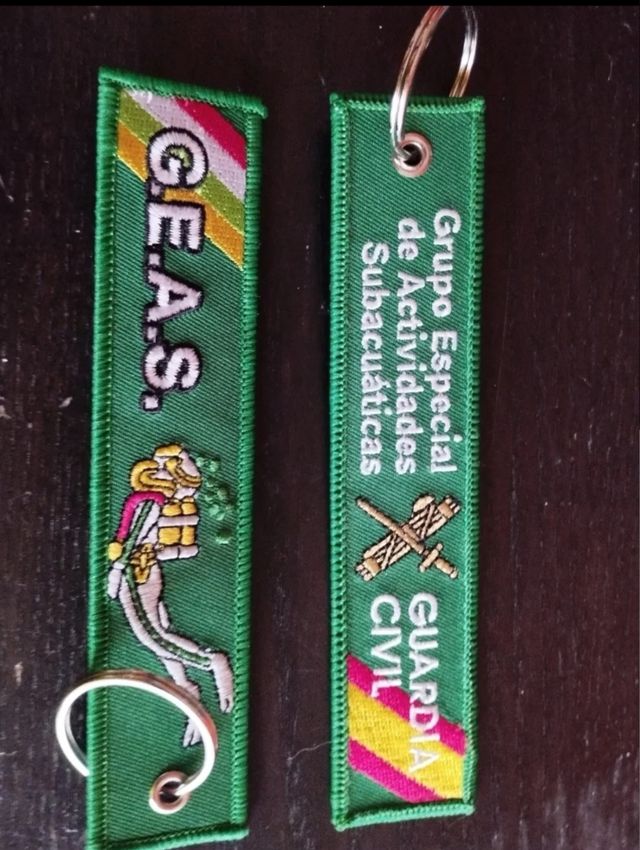 G.E.A.S.
Grupo Especial
de Actividades
Subacuáticas
GUARDIA
CIVIL